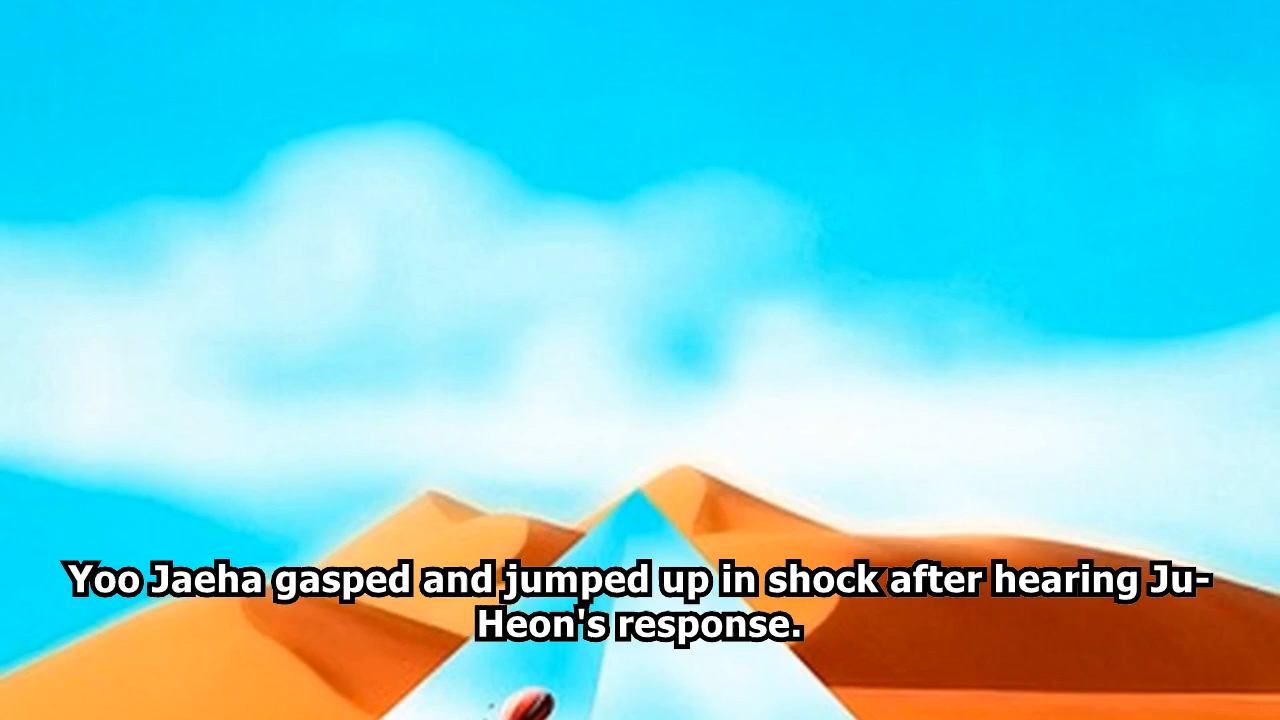 Yoo Jaeha gasped and jumped up in shock after hearing Ju-
Heon's response.